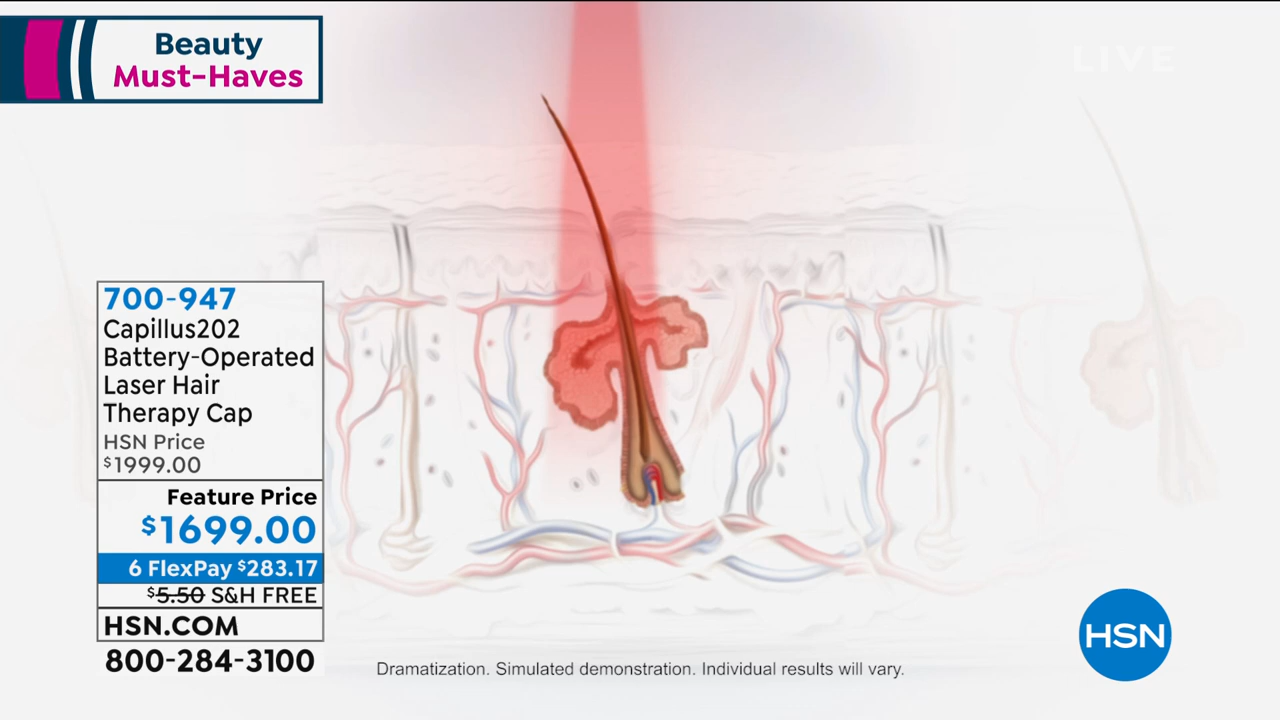 Beauty
Must-Haves
LIVE
700-947
Capillus202
Battery-Operated
Laser Hair
Therapy Cap
HSN Price
$1999.00
Feature Price
$1699.00
6 FlexPay $283.17
$5.50 S&H FREE
HSN.COM
800-284-3100
Dramatization. Simulated demonstration. Individual results will vary.
HSN